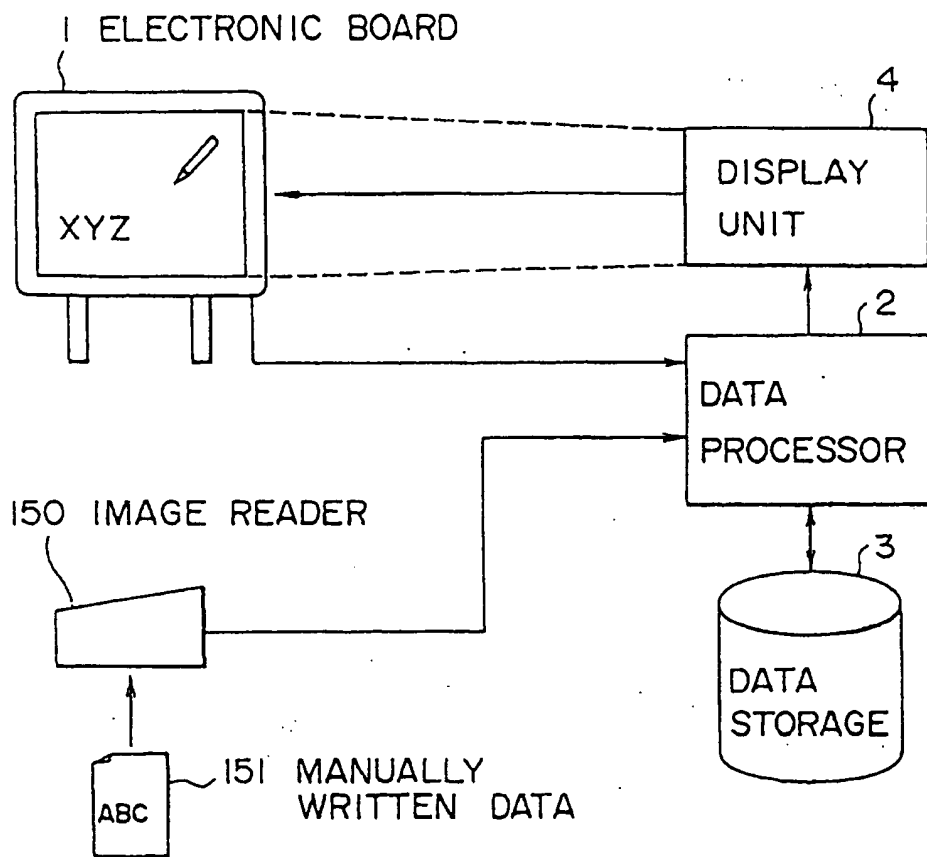 1 ELECTRONIC BOARD
4
DISPLAY
UNIT
XYZ
2
DATA
PROCESSOR
150 IMAGE READER
3
DATA
STORAGE
151 MANUALLY
WRITTEN DATA
ABC